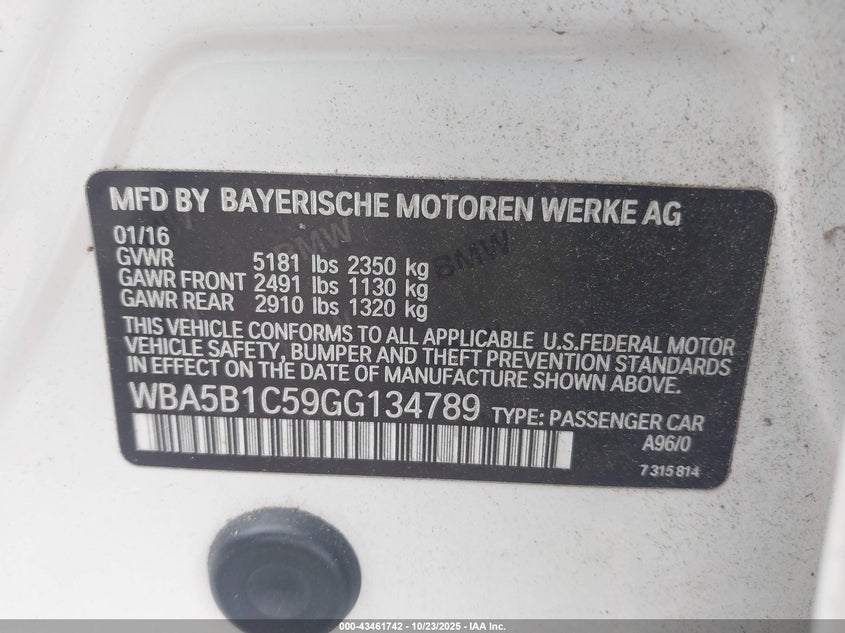 MFD BY BAYERISCHE MOTOREN WERKE AG
01/16
GVWR 5181 lbs 2350 kg
GAWR FRONT 2491 lbs 1130 kg
GAWR REAR 2910 lbs 1320 kg
THIS VEHICLE CONFORMS TO ALL APPLICABLE U.S.FEDERAL MOTOR
VEHICLE SAFETY, BUMPER AND THEFT PREVENTION STANDARDS
IN EFFECT ON THE DATE OF MANUFACTURE SHOWN ABOVE.
WBA5B1C59GG134789 TYPE: PASSENGER CAR
A96/0
7 315 814
BMW
BMW
BMW
000-43461742 - 10/23/2025 - IAA Inc.